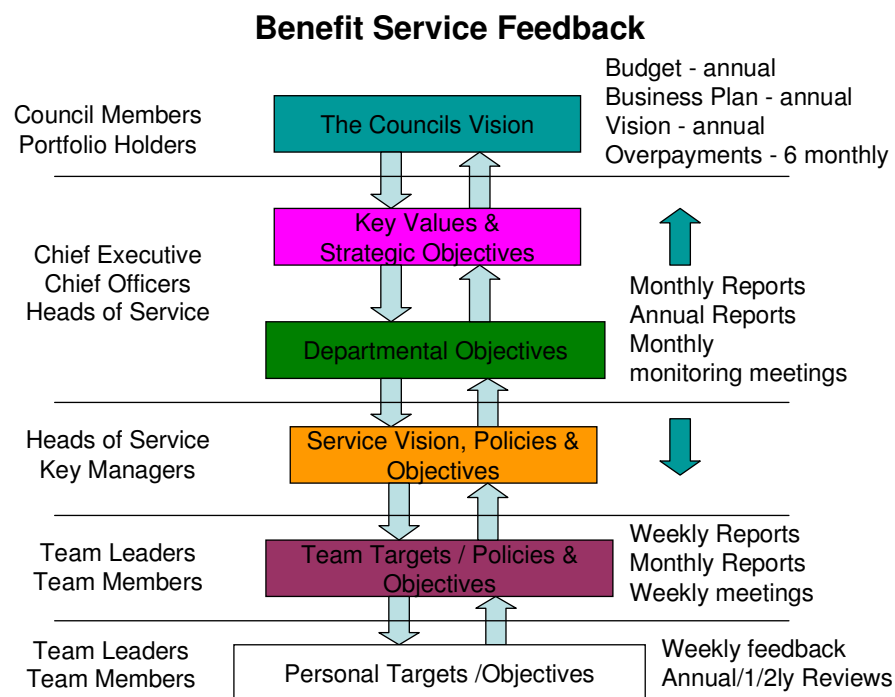 Benefit Service Feedback
Council Members
Portfolio Holders
The Councils Vision
Budget - annual
Business Plan - annual
Vision - annual
Overpayments - 6 monthly
Chief Executive
Chief Officers
Heads of Service
Key Values &
Strategic Objectives
Departmental Objectives
Monthly Reports
Annual Reports
Monthly
monitoring meetings
Heads of Service
Key Managers
Service Vision, Policies &
Objectives
Team Leaders
Team Members
Team Targets / Policies &
Objectives
Weekly Reports
Monthly Reports
Weekly meetings
Team Leaders
Team Members
Personal Targets /Objectives
Weekly feedback
Annual/1/2ly Reviews